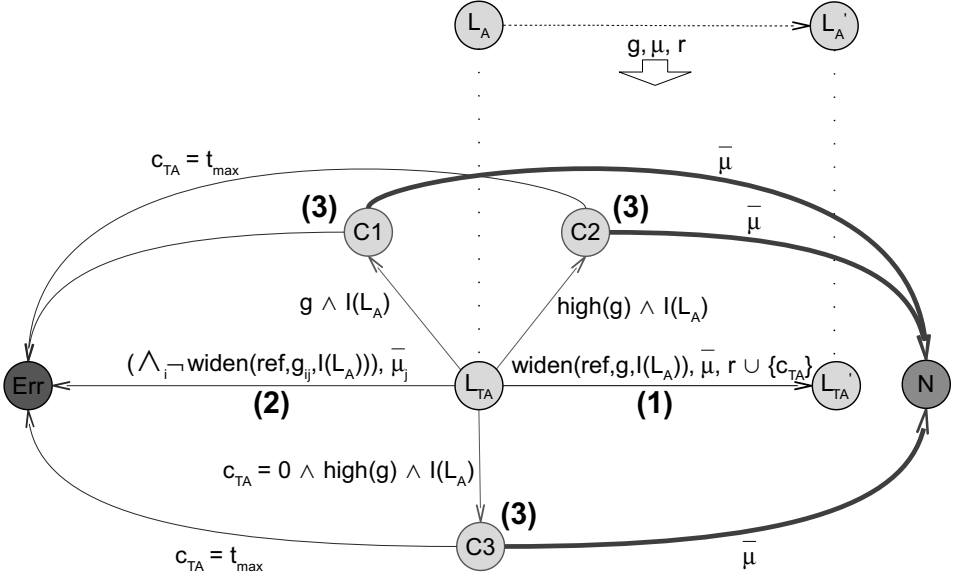 L_A L_A'
g, μ, r
c_TA = t_max
μ̄
(3) (3)
μ̄
C1 C2
g ∧ I(L_A) high(g) ∧ I(L_A)
(∧_i¬ widen(ref,g_ij,I(L_A))), μ̄_j widen(ref,g,I(L_A)), μ̄, r ∪ {c_TA}
Err L_TA L_TA' N
(2) (1)
c_TA = 0 ∧ high(g) ∧ I(L_A)
(3)
C3
c_TA = t_max μ̄